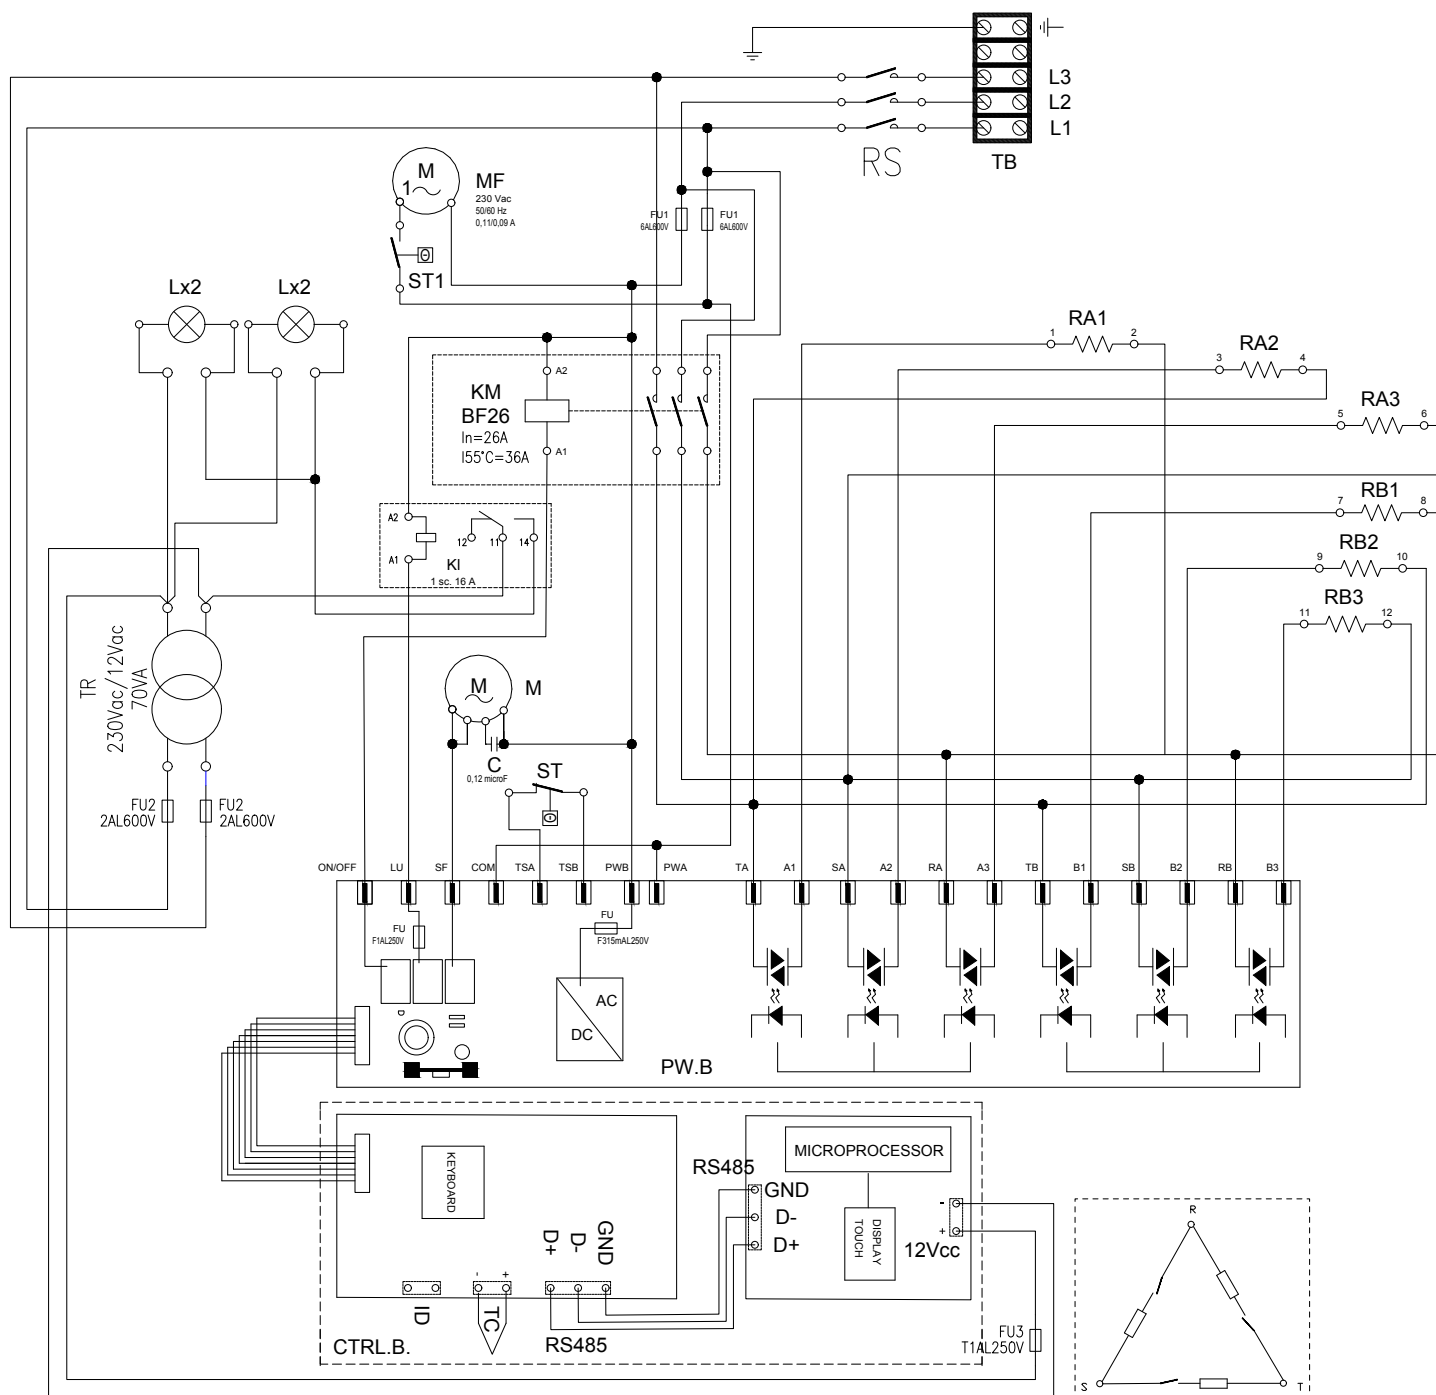 L3
L2
L1
TB
RS
M
1
MF
230 Vac
50/60 Hz
0,11/0,09 A
FU1
6AL600V
FU1
6AL600V
ST1
Lx2
Lx2
RA1
1
2
RA2
3
4
RA3
5
6
RB1
7
8
RB2
9
10
RB3
11
12
A2
KM
BF26
In=26A
I55°C=36A
A1
A2
12
11
14
A1
KI
1 sc. 16 A
TR
230Vac/12Vac
70VA
M
M
C
0,12 microF
ST
FU2
2AL600V
FU2
2AL600V
ON/OFF
LU
SF
COM
TSA
TSB
PWB
PWA
TA
A1
SA
A2
RA
A3
TB
B1
SB
B2
RB
B3
FU
F1AL250V
FU
F315mAL250V
AC
DC
PW.B
KEYBOARD
MICROPROCESSOR
RS485
GND
D-
D+
DISPLAY
TOUCH
-
+
12Vcc
D+
D-
GND
-
+
ID
TC
RS485
CTRL.B.
FU3
T1AL250V
R
S
T